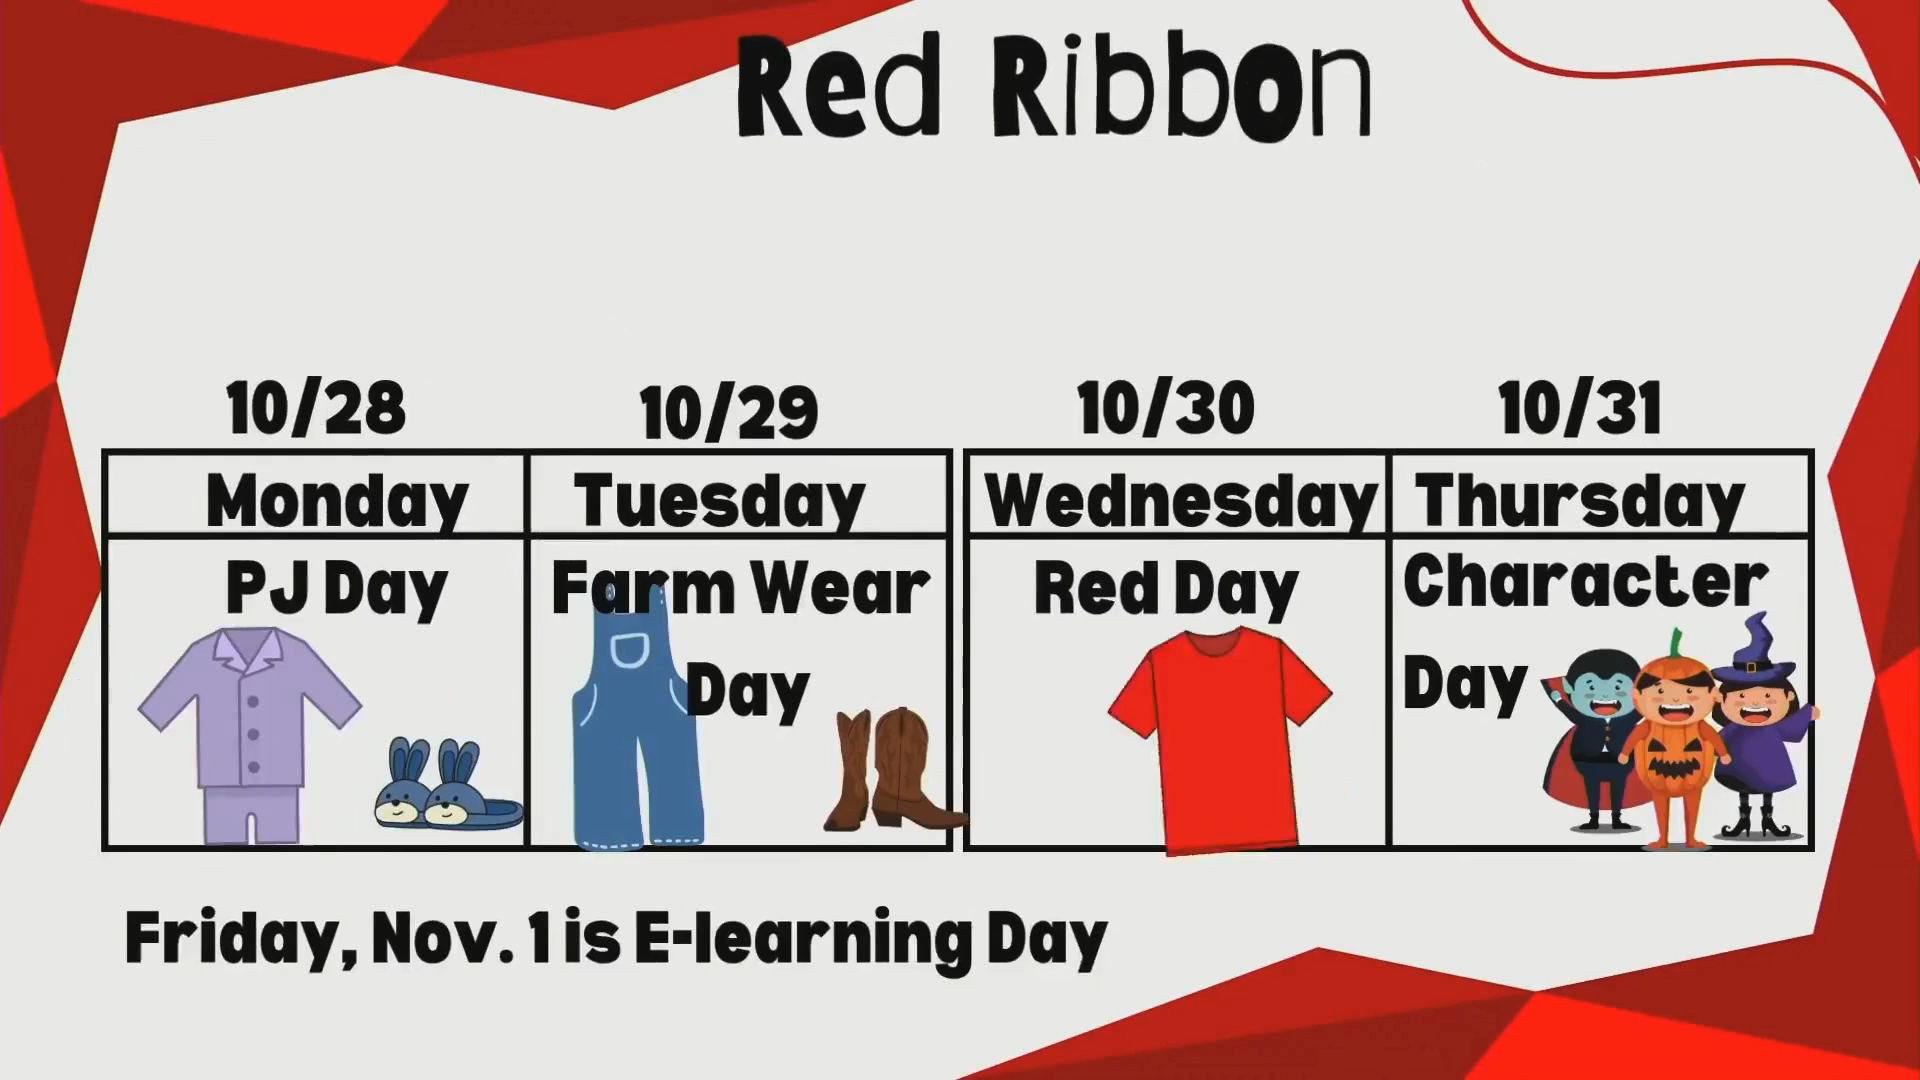 Red Ribbon
10/28
10/29
10/30
10/31
Monday
Tuesday
Wednesday
Thursday
PJ Day
Farm Wear
Day
Red Day
Character
Day
Friday, Nov. 1 is E-learning Day